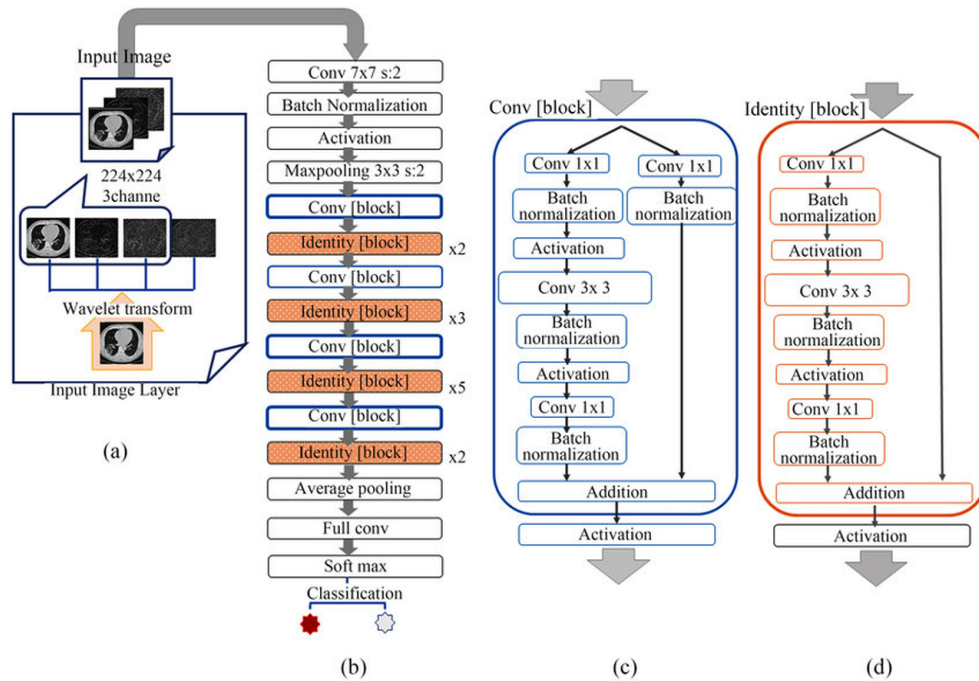 Input Image
224x224
3channe
Wavelet transform
Input Image Layer
(a)
Conv 7x7 s:2
Batch Normalization
Activation
Maxpooling 3x3 s:2
Conv [block]
Identity [block]
x2
Conv [block]
Identity [block]
x3
Conv [block]
Identity [block]
x5
Conv [block]
Identity [block]
x2
Average pooling
Full conv
Soft max
Classification
(b)
Conv [block]
Conv 1x1
Conv 1x1
Batch
normalization
Batch
normalization
Activation
Conv 3x 3
Batch
normalization
Activation
Conv 1x1
Batch
normalization
Addition
Activation
(c)
Identity [block]
Conv 1x1
Batch
normalization
Activation
Conv 3x 3
Batch
normalization
Activation
Conv 1x1
Batch
normalization
Addition
Activation
(d)